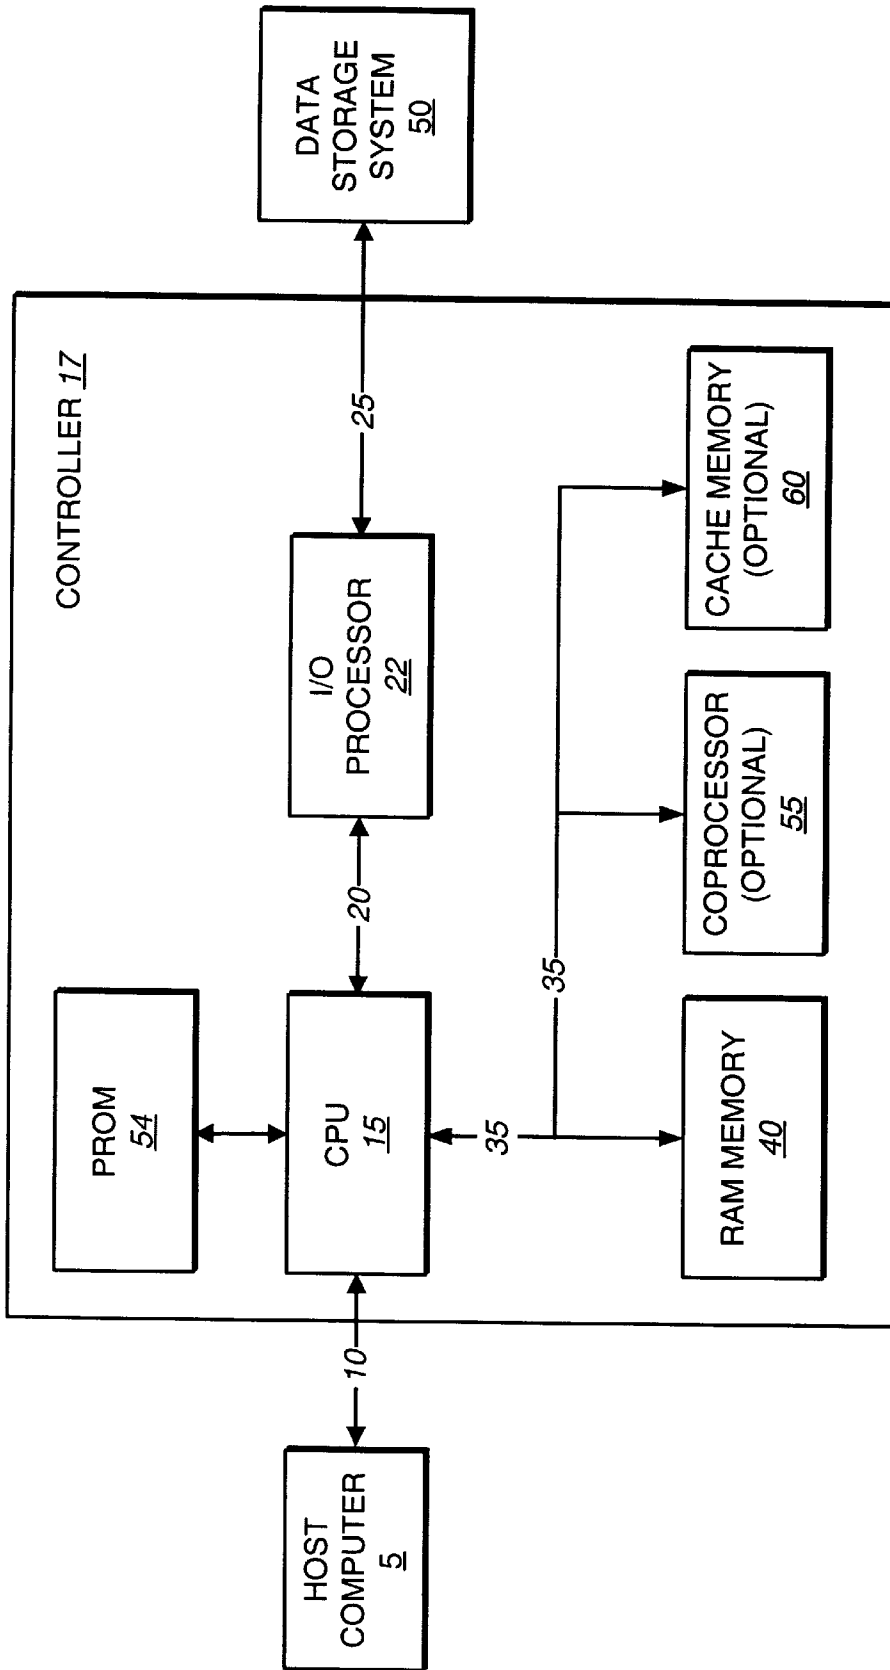 CONTROLLER 17
PROM
54
HOST
COMPUTER
5
10
CPU
15
20
I/O
PROCESSOR
22
25
DATA
STORAGE
SYSTEM
50
35
35
RAM MEMORY
40
COPROCESSOR
(OPTIONAL)
55
CACHE MEMORY
(OPTIONAL)
60